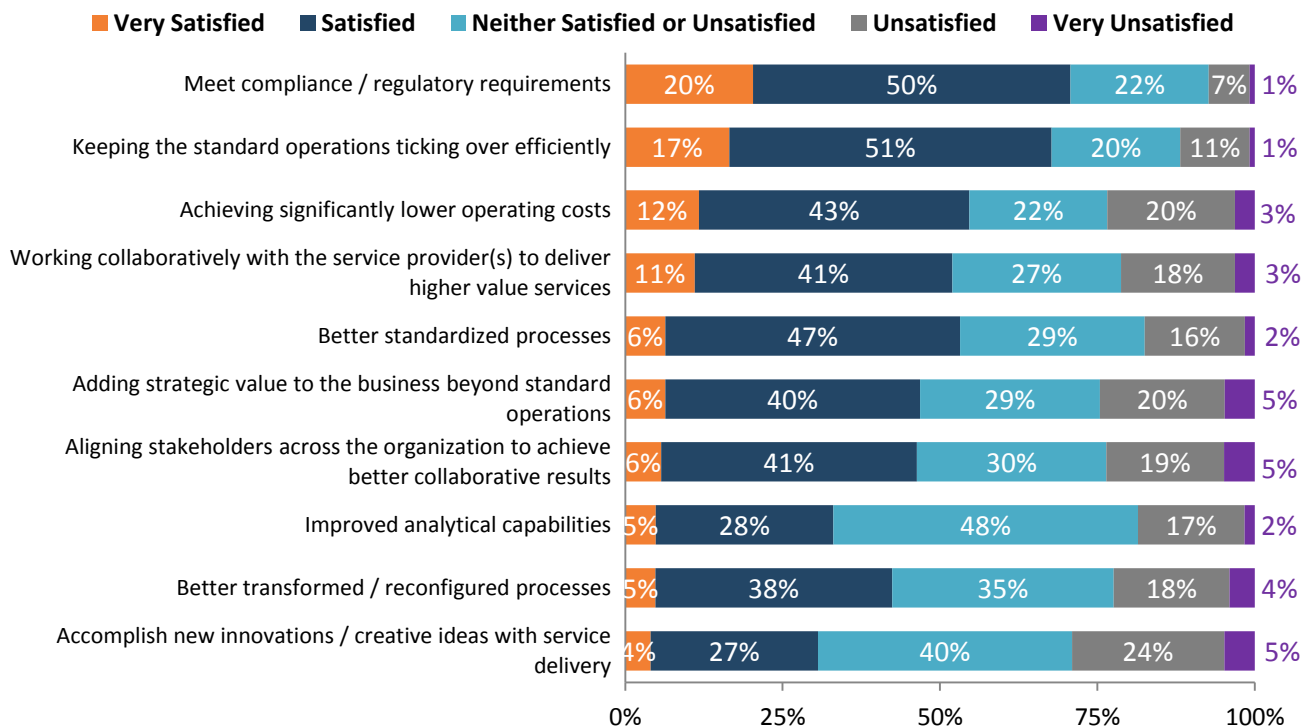 Very Satisfied Satisfied Neither Satisfied or Unsatisfied Unsatisfied Very Unsatisfied
Meet compliance / regulatory requirements 20% 50% 22% 7% 1%
Keeping the standard operations ticking over efficiently 17% 51% 20% 11% 1%
Achieving significantly lower operating costs 12% 43% 22% 20% 3%
Working collaboratively with the service provider(s) to deliver
higher value services 11% 41% 27% 18% 3%
Better standardized processes 6% 47% 29% 16% 2%
Adding strategic value to the business beyond standard
operations 6% 40% 29% 20% 5%
Aligning stakeholders across the organization to achieve
better collaborative results 6% 41% 30% 19% 5%
Improved analytical capabilities 5% 28% 48% 17% 2%
Better transformed / reconfigured processes 5% 38% 35% 18% 4%
Accomplish new innovations / creative ideas with service
delivery 4% 27% 40% 24% 5%
0% 25% 50% 75% 100%